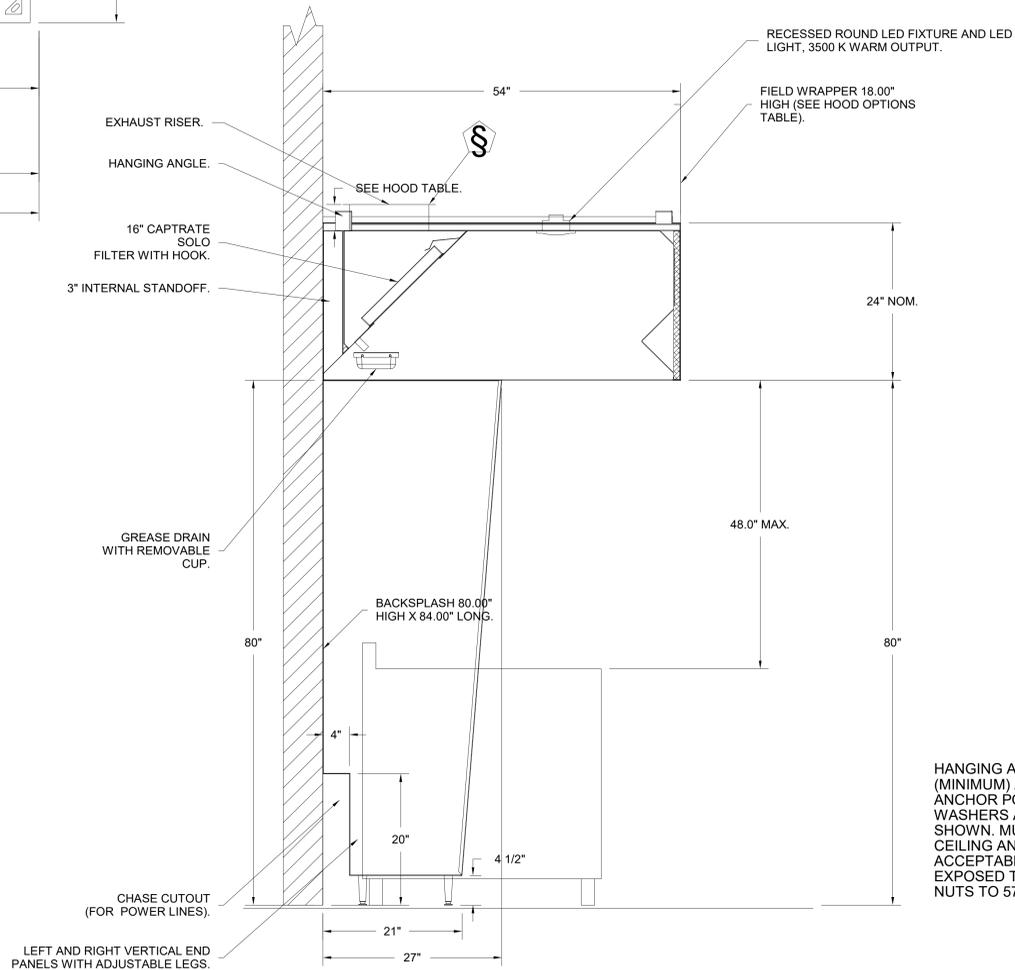 RECESSED ROUND LED FIXTURE AND LED
LIGHT, 3500 K WARM OUTPUT.
54"
FIELD WRAPPER 18.00"
HIGH (SEE HOOD OPTIONS
TABLE).
EXHAUST RISER.
§
HANGING ANGLE.
SEE HOOD TABLE.
16" CAPTRATE
SOLO
FILTER WITH HOOK.
3" INTERNAL STANDOFF.
24" NOM.
48.0" MAX.
GREASE DRAIN
WITH REMOVABLE
CUP.
BACKSPLASH 80.00"
HIGH X 84.00" LONG.
80"
80"
4"
20"
4 1/2"
CHASE CUTOUT
(FOR POWER LINES).
21"
LEFT AND RIGHT VERTICAL END
PANELS WITH ADJUSTABLE LEGS.
27"
HANGING A
(MINIMUM)
ANCHOR PO
WASHERS A
SHOWN. MU
CEILING AN
ACCEPTABL
EXPOSED T
NUTS TO 57